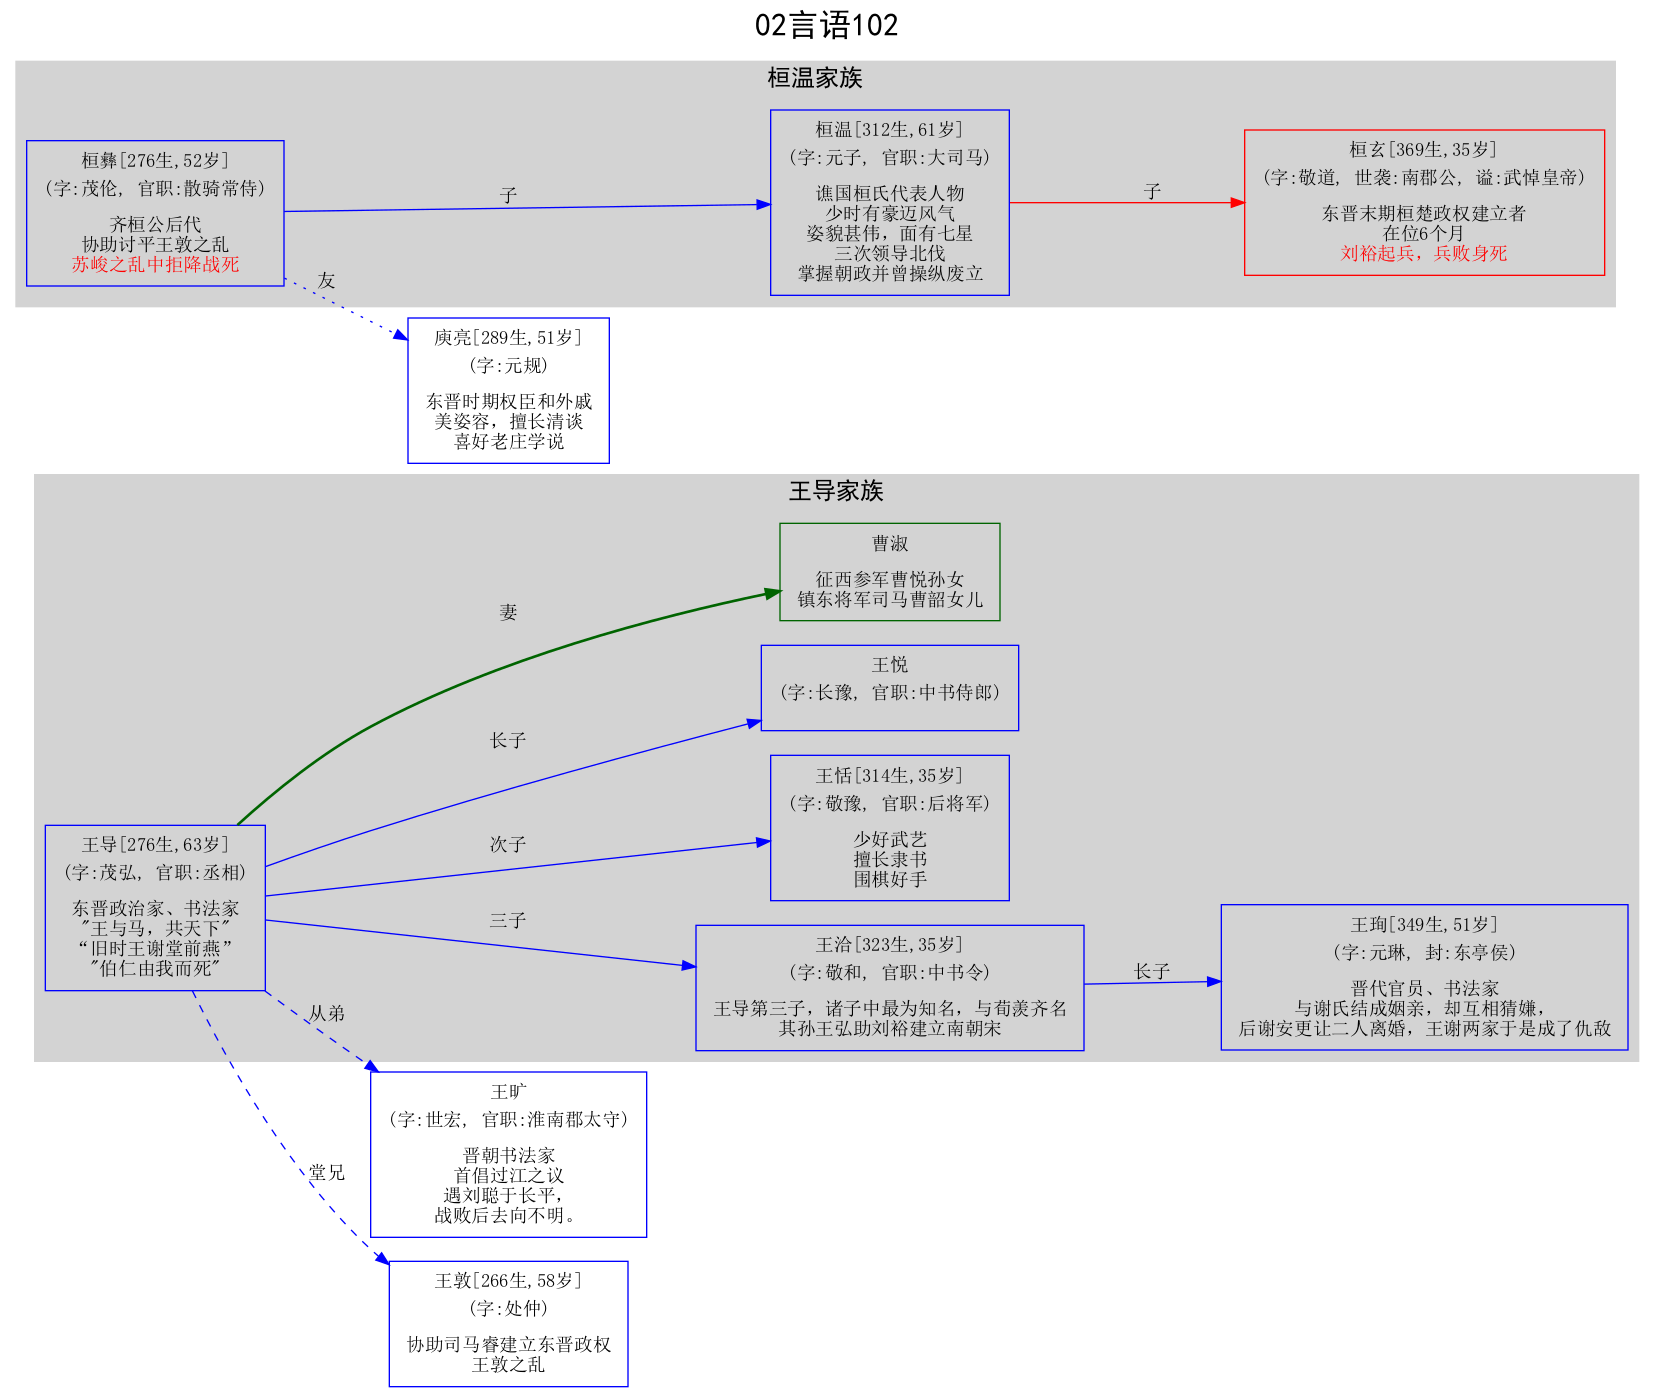 02言语102
桓温家族
桓彝[276生,52岁]
(字:茂伦, 官职:散骑常侍)
齐桓公后代
协助讨平王敦之乱
苏峻之乱中拒降战死
子
桓温[312生,61岁]
(字:元子, 官职:大司马)
谯国桓氏代表人物
少时有豪迈风气
姿貌甚伟，面有七星
三次领导北伐
掌握朝政并曾操纵废立
子
桓玄[369生,35岁]
(字:敬道, 世袭:南郡公, 谥:武悼皇帝)
东晋末期桓楚政权建立者
在位6个月
刘裕起兵，兵败身死
友
庾亮[289生,51岁]
(字:元规)
东晋时期权臣和外戚
美姿容，擅长清谈
喜好老庄学说
王导家族
曹淑
征西参军曹悦孙女
镇东将军司马曹韶女儿
妻
王悦
(字:长豫, 官职:中书侍郎)
长子
王恬[314生,35岁]
(字:敬豫, 官职:后将军)
少好武艺
擅长隶书
围棋好手
次子
王导[276生,63岁]
(字:茂弘, 官职:丞相)
东晋政治家、书法家
"王与马，共天下"
“旧时王谢堂前燕”
"伯仁由我而死"
三子
王洽[323生,35岁]
(字:敬和, 官职:中书令)
王导第三子，诸子中最为知名，与荀羡齐名
其孙王弘助刘裕建立南朝宋
长子
王珣[349生,51岁]
(字:元琳, 封:东亭侯)
晋代官员、书法家
与谢氏结成姻亲，却互相猜嫌，
后谢安更让二人离婚，王谢两家于是成了仇敌
从弟
王旷
(字:世宏, 官职:淮南郡太守)
晋朝书法家
首倡过江之议
遇刘聪于长平，
战败后去向不明。
堂兄
王敦[266生,58岁]
(字:处仲)
协助司马睿建立东晋政权
王敦之乱